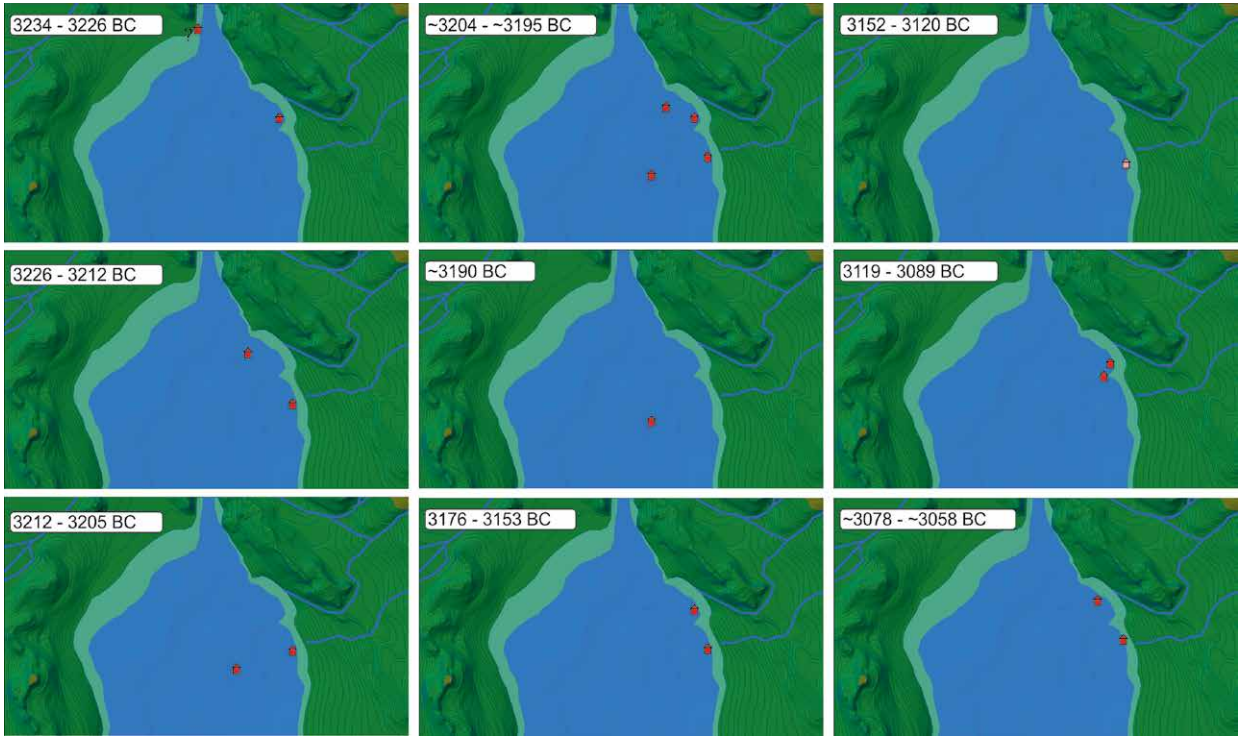 3234 - 3226 BC
?
~3204 - ~3195 BC
3152 - 3120 BC
3226 - 3212 BC
~3190 BC
3119 - 3089 BC
3212 - 3205 BC
3176 - 3153 BC
~3078 - ~3058 BC